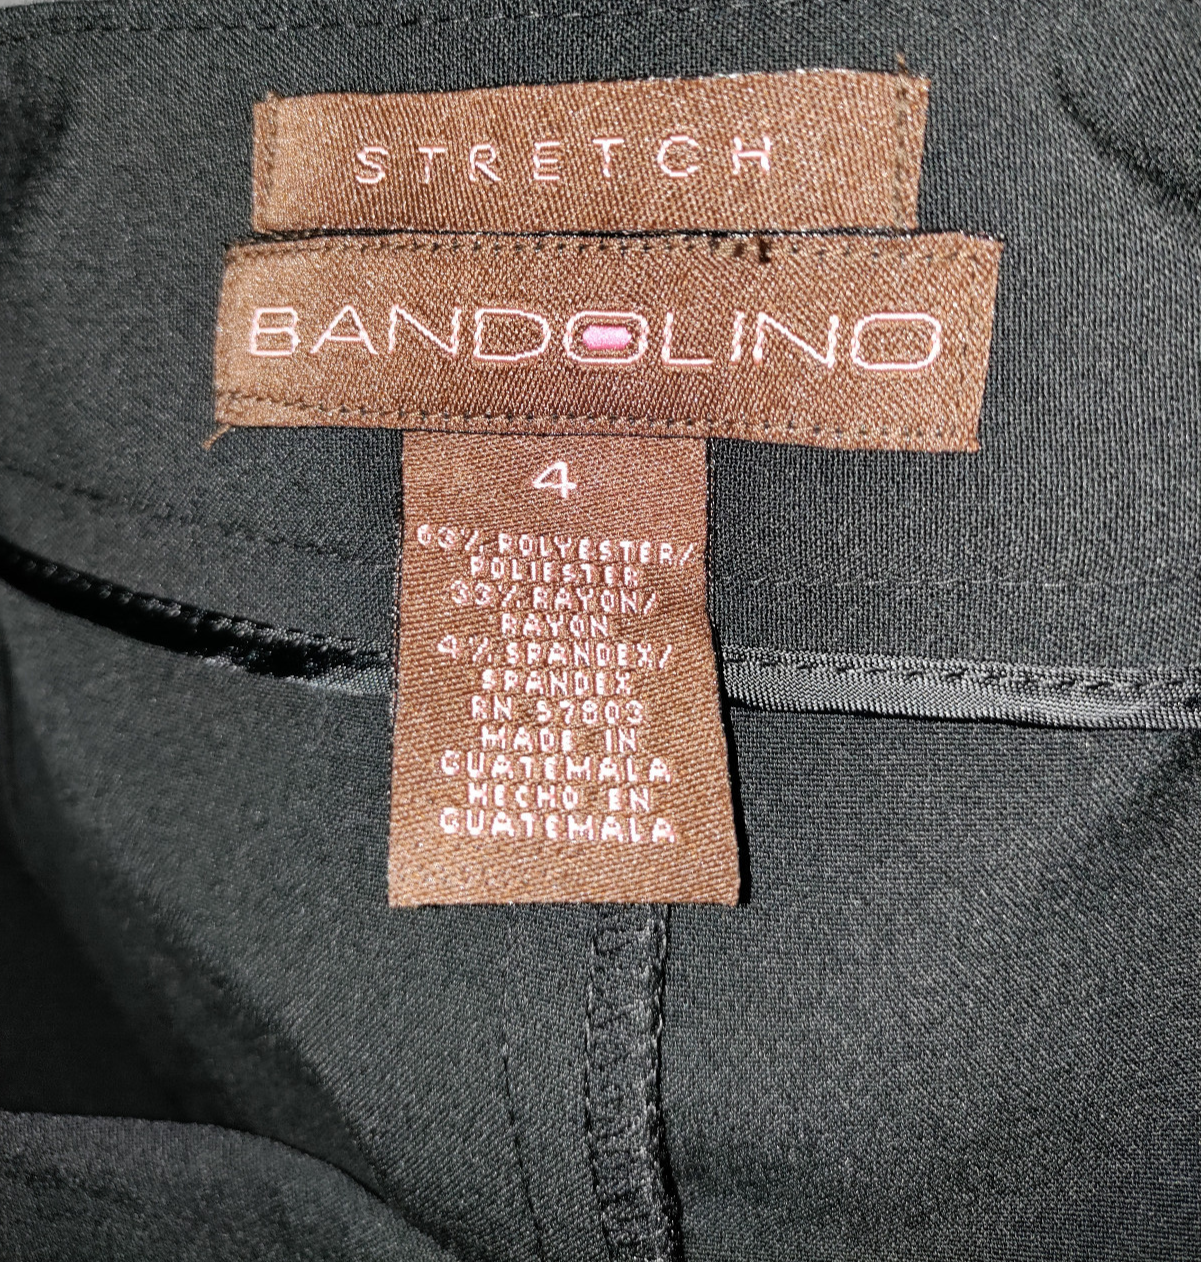 STRETCH
BANDOLINO
4
63% POLYESTER/
POLIESTER
33% RAYON/
RAYON
4% SPANDEX/
SPANDEX
RN 57803
MADE IN
GUATEMALA
HECHO EN
GUATEMALA